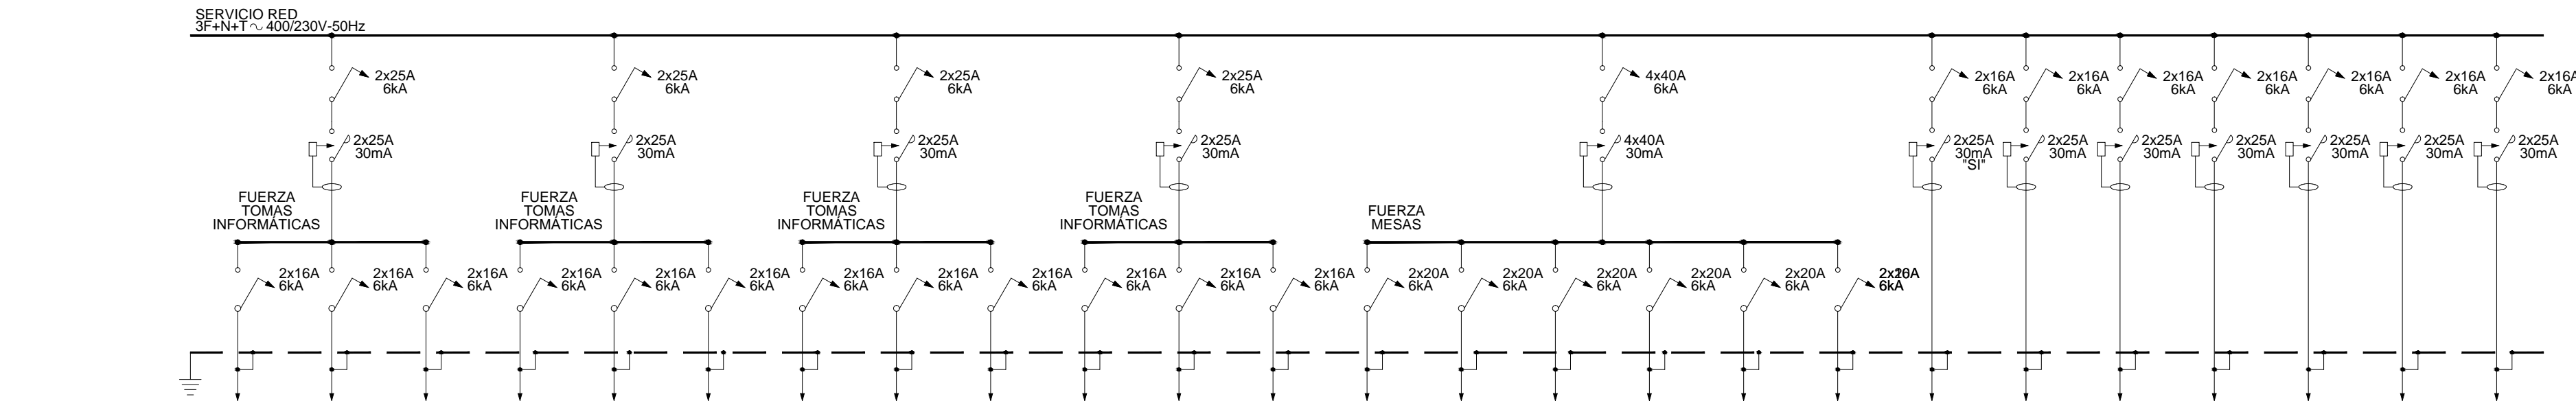 SERVICIO RED
3F+N+T 400/230V-50Hz
2x25A
6kA
2x25A
6kA
2x25A
6kA
2x25A
6kA
4x40A
6kA
2x16A
6kA
2x16A
6kA
2x16A
6kA
2x16A
6kA
2x16A
6kA
2x16A
6kA
2x16A
6kA
2x25A
30mA
2x25A
30mA
2x25A
30mA
2x25A
30mA
4x40A
30mA
2x25A
30mA
"SI"
2x25A
30mA
2x25A
30mA
2x25A
30mA
2x25A
30mA
2x25A
30mA
2x25A
30mA
FUERZA
TOMAS
INFORMÁTICAS
FUERZA
TOMAS
INFORMÁTICAS
FUERZA
TOMAS
INFORMÁTICAS
FUERZA
TOMAS
INFORMÁTICAS
FUERZA
MESAS
2x16A
6kA
2x16A
6kA
2x16A
6kA
2x16A
6kA
2x16A
6kA
2x16A
6kA
2x16A
6kA
2x16A
6kA
2x16A
6kA
2x16A
6kA
2x16A
6kA
2x16A
6kA
2x20A
6kA
2x20A
6kA
2x20A
6kA
2x20A
6kA
2x20A
6kA
6kA